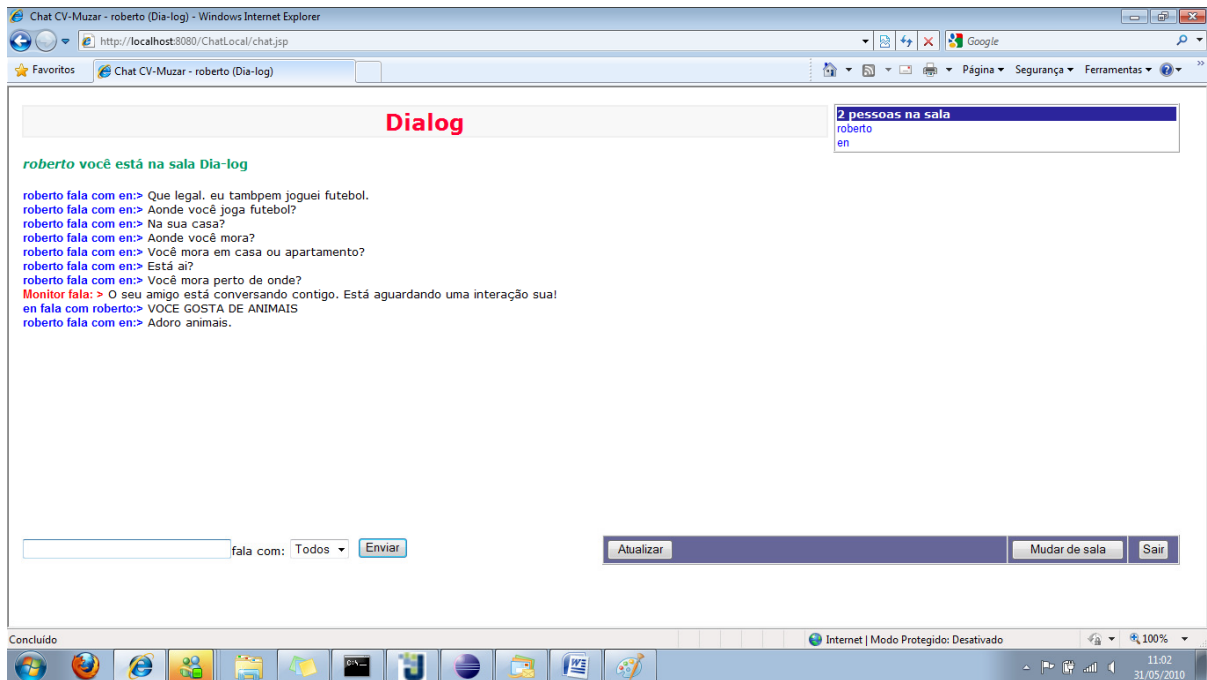 Chat CV-Muzar - roberto (Dia-log) - Windows Internet Explorer
http://localhost:8080/ChatLocal/chat.jsp
Google
Favoritos
Chat CV-Muzar - roberto (Dia-log)
Página
Segurança
Ferramentas
Dialog
2 pessoas na sala
roberto
en
roberto você está na sala Dia-log
roberto fala com en:> Que legal. eu tambpem joguei futebol.
roberto fala com en:> Aonde você joga futebol?
roberto fala com en:> Na sua casa?
roberto fala com en:> Aonde você mora?
roberto fala com en:> Você mora em casa ou apartamento?
roberto fala com en:> Está ai?
roberto fala com en:> Você mora perto de onde?
Monitor fala: > O seu amigo está conversando contigo. Está aguardando uma interação sua!
en fala com roberto:> VOCE GOSTA DE ANIMAIS
roberto fala com en:> Adoro animais.
fala com: Todos Enviar
Atualizar
Mudar de sala
Sair
Concluído
Internet | Modo Protegido: Desativado
100%
11:02
31/05/2010